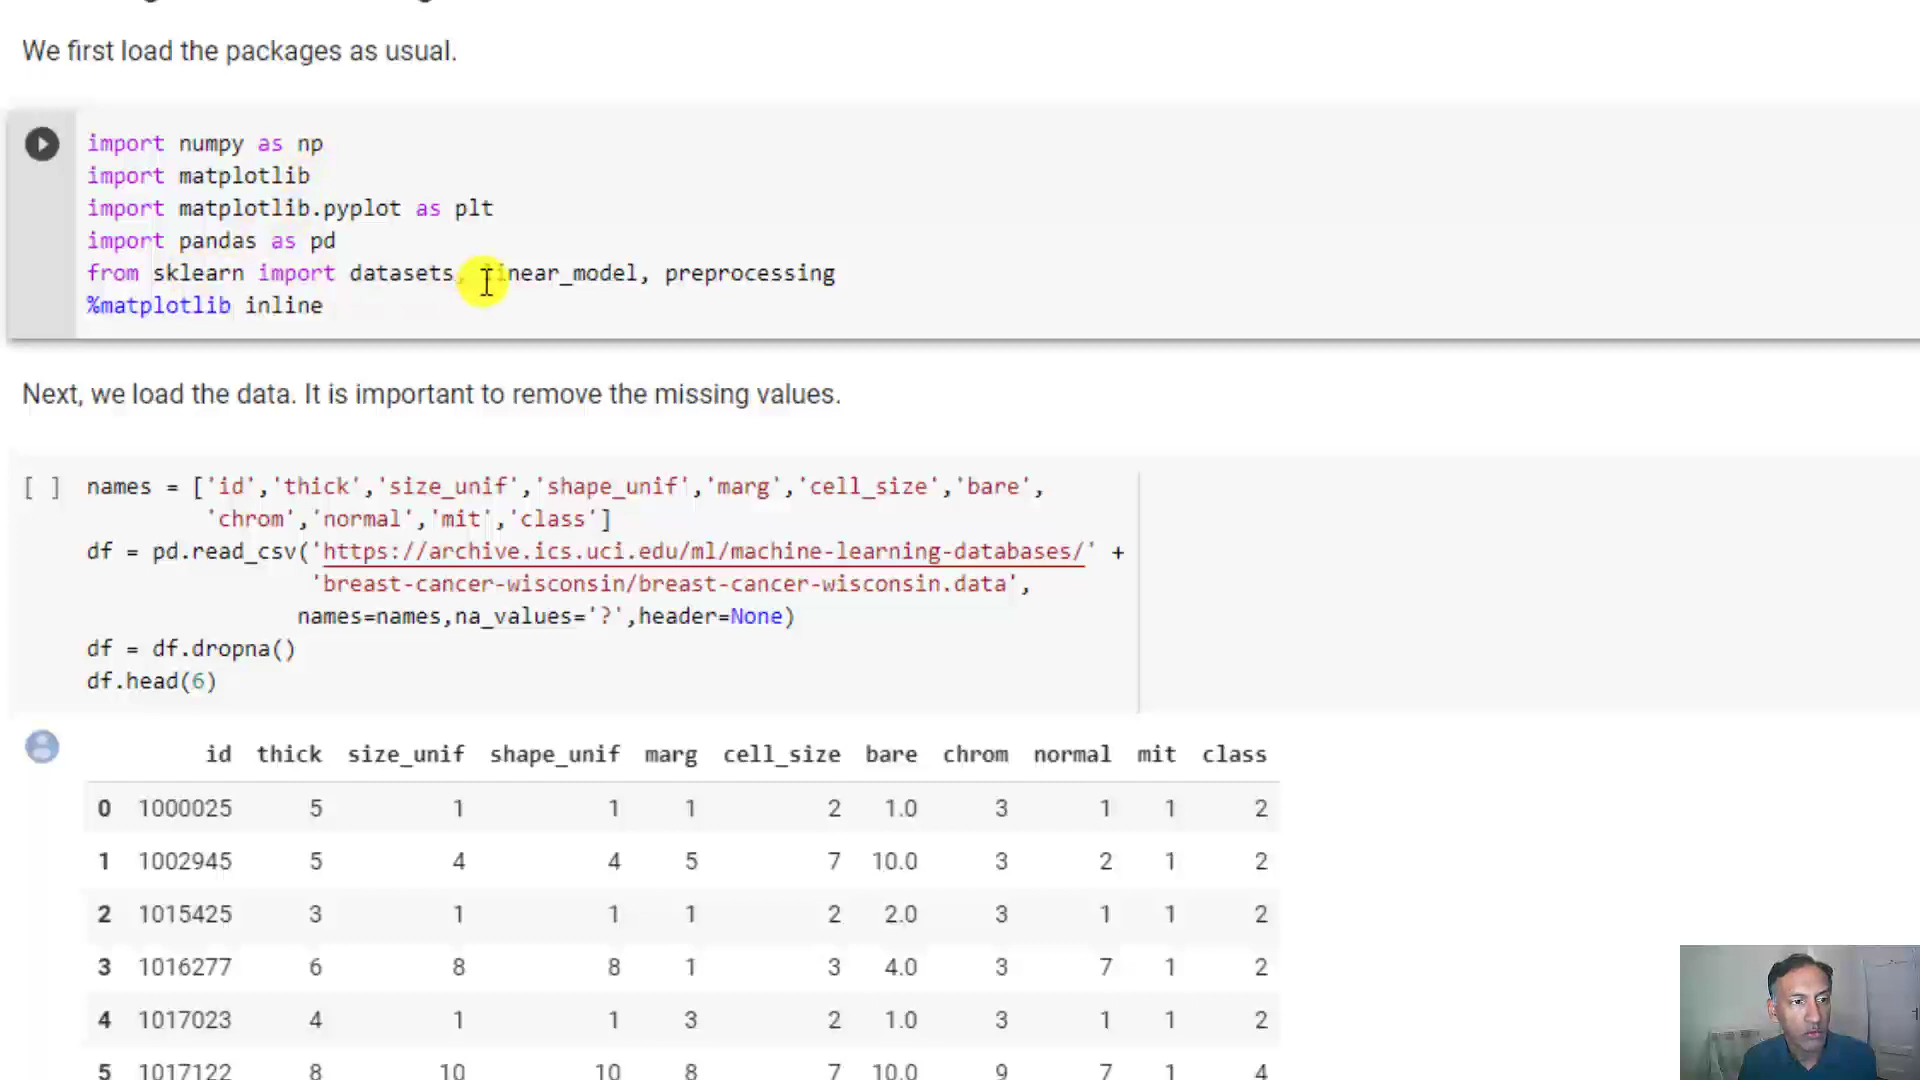 We first load the packages as usual.
import numpy as np
import matplotlib
import matplotlib.pyplot as plt
import pandas as pd
from sklearn import datasets, linear_model, preprocessing
%matplotlib inline
Next, we load the data. It is important to remove the missing values.
[ ] names = ['id','thick','size_unif','shape_unif','marg','cell_size','bare',
'chrom','normal','mit','class']
df = pd.read_csv('https://archive.ics.uci.edu/ml/machine-learning-databases/' +
'breast-cancer-wisconsin/breast-cancer-wisconsin.data',
names=names,na_values='?',header=None)
df = df.dropna()
df.head(6)
id thick size_unif shape_unif marg cell_size bare chrom normal mit class
0 1000025 5 1 1 1 2 1.0 3 1 1 2
1 1002945 5 4 4 5 7 10.0 3 2 1 2
2 1015425 3 1 1 1 2 2.0 3 1 1 2
3 1016277 6 8 8 1 3 4.0 3 7 1 2
4 1017023 4 1 1 3 2 1.0 3 1 1 2
5 1017122 8 10 10 8 7 10.0 9 7 1 4